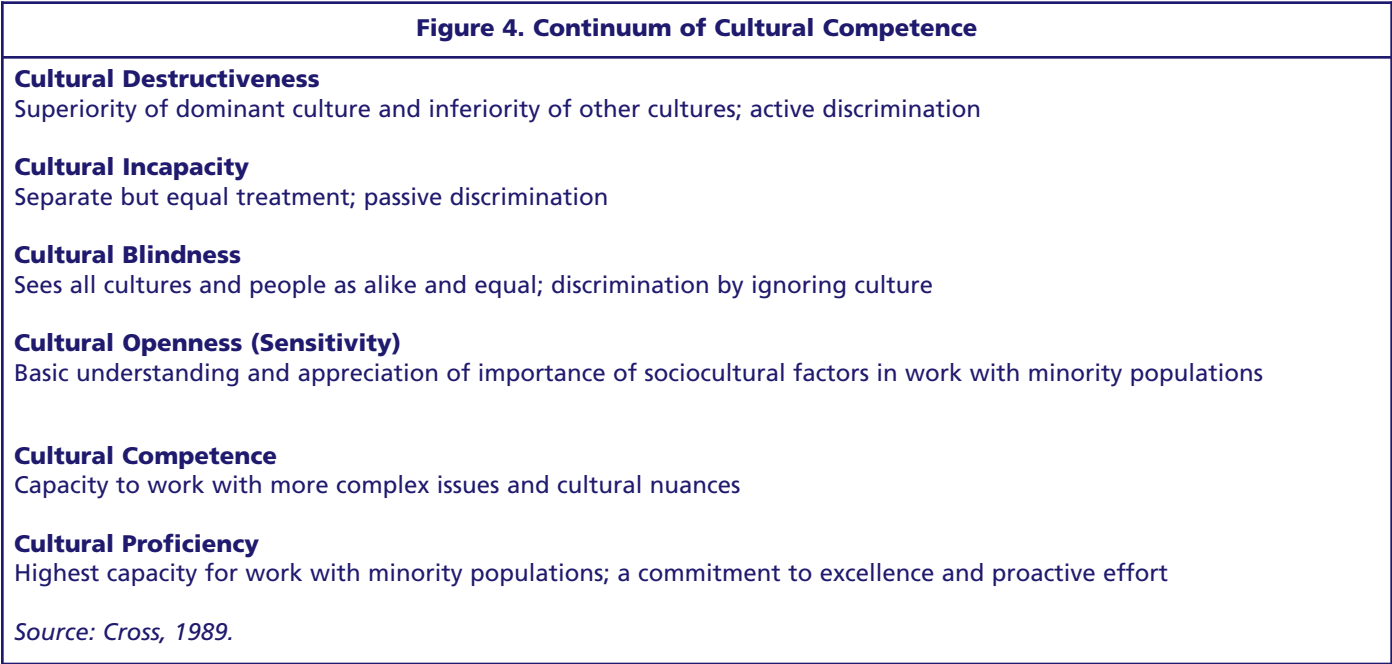 Figure 4. Continuum of Cultural Competence
Cultural Destructiveness
Superiority of dominant culture and inferiority of other cultures; active discrimination
Cultural Incapacity
Separate but equal treatment; passive discrimination
Cultural Blindness
Sees all cultures and people as alike and equal; discrimination by ignoring culture
Cultural Openness (Sensitivity)
Basic understanding and appreciation of importance of sociocultural factors in work with minority populations
Cultural Competence
Capacity to work with more complex issues and cultural nuances
Cultural Proficiency
Highest capacity for work with minority populations; a commitment to excellence and proactive effort
Source: Cross, 1989.